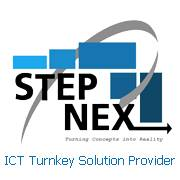 STEP
NEX
Turning Concepts into Reality
ICT Turnkey Solution Provider